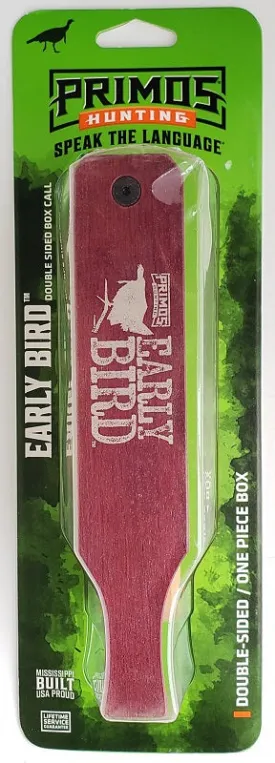 PRIMOS
HUNTING
SPEAK THE LANGUAGE
EARLY BIRD™
DOUBLE SIDED BOX CALL
PRIMOS
EARLY
BIRD
DOUBLE-SIDED / ONE PIECE BOX
MISSISSIPPI
BUILT
USA PROUD
LIFETIME
SERVICE
GUARANTEE